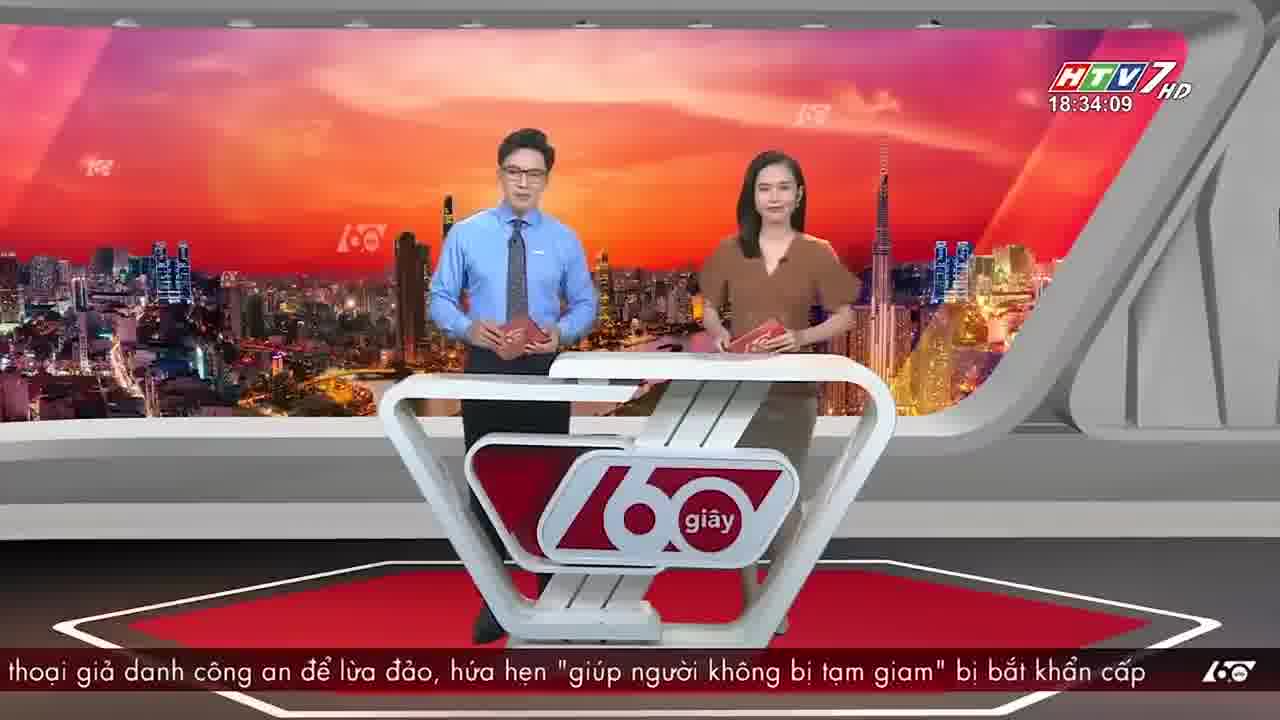 HTV7
HD
18:34:09
60
giây
thoại giả danh công an để lừa đảo, hứa hẹn "giúp người không bị tạm giam" bị bắt khẩn cấp
60